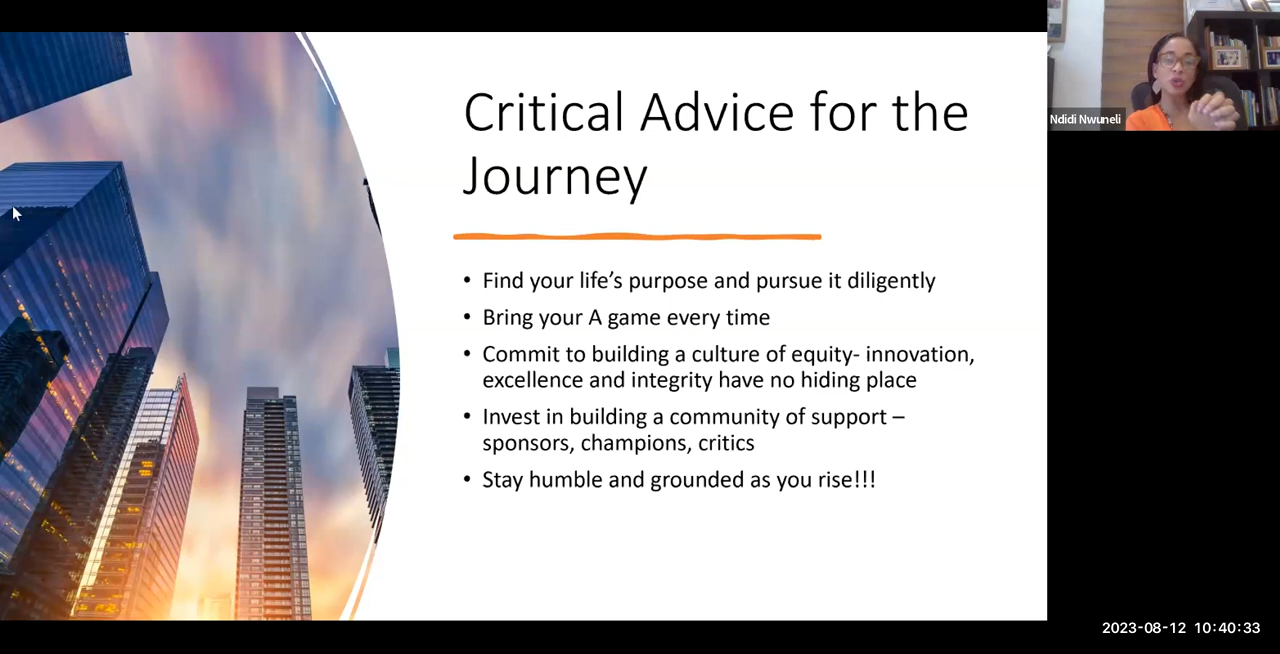 Critical Advice for the
Journey
• Find your life’s purpose and pursue it diligently
• Bring your A game every time
• Commit to building a culture of equity- innovation,
excellence and integrity have no hiding place
• Invest in building a community of support –
sponsors, champions, critics
• Stay humble and grounded as you rise!!!
Ndidi Nwuneli
2023-08-12 10:40:33